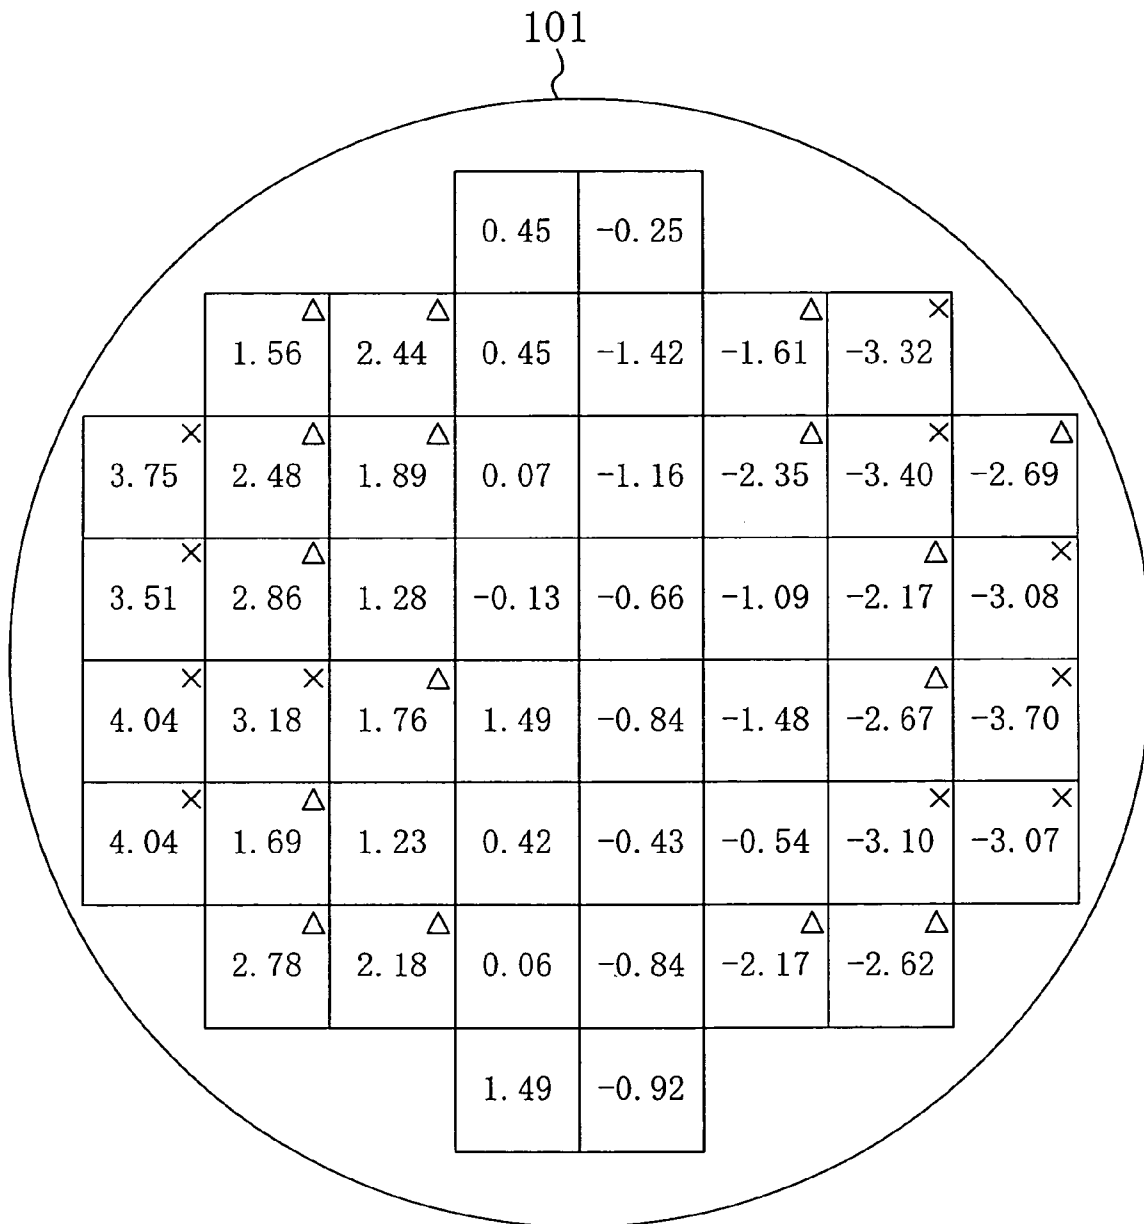 101
0.45 -0.25
△ △ △ ×
1.56 2.44 0.45 -1.42 -1.61 -3.32
× △ △ △ × △
3.75 2.48 1.89 0.07 -1.16 -2.35 -3.40 -2.69
× △ △ ×
3.51 2.86 1.28 -0.13 -0.66 -1.09 -2.17 -3.08
× × △ △ ×
4.04 3.18 1.76 1.49 -0.84 -1.48 -2.67 -3.70
× △ × ×
4.04 1.69 1.23 0.42 -0.43 -0.54 -3.10 -3.07
△ △ △ △
2.78 2.18 0.06 -0.84 -2.17 -2.62
1.49 -0.92